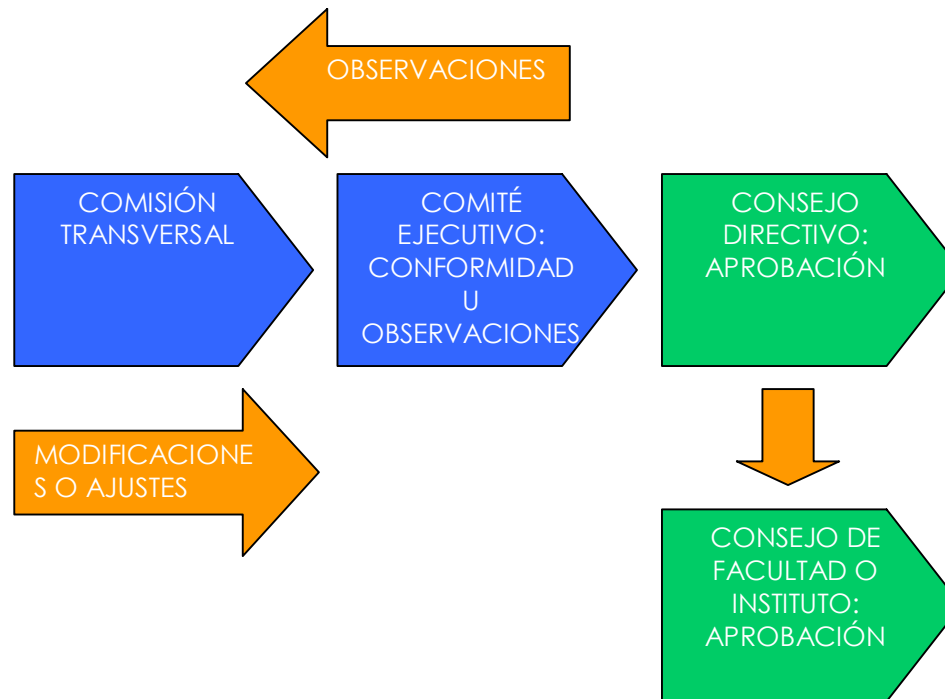 OBSERVACIONES
COMISIÓN
TRANSVERSAL
COMITÉ
EJECUTIVO:
CONFORMIDAD
U
OBSERVACIONES
CONSEJO
DIRECTIVO:
APROBACIÓN
MODIFICACIONE
S O AJUSTES
CONSEJO DE
FACULTAD O
INSTITUTO:
APROBACIÓN